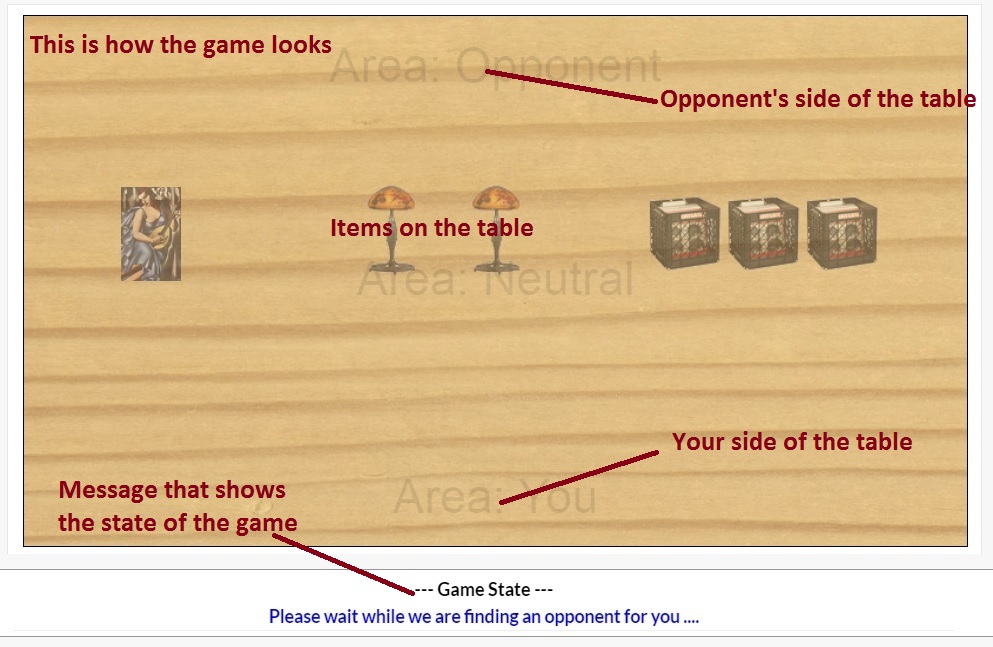 This is how the game looks
Area: Opponent
Opponent's side of the table
Items on the table
Area: Neutral
Your side of the table
Message that shows
the state of the game
Area: You
--- Game State ---
Please wait while we are finding an opponent for you ....